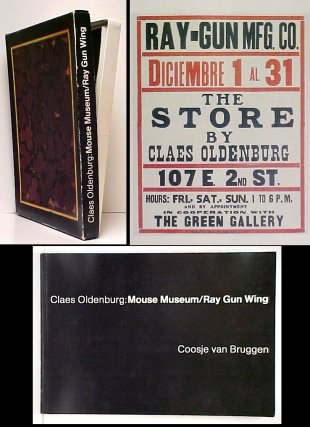 Claes Oldenburg: Mouse Museum/Ray Gun Wing
RAY-GUN MFG. CO.
DICIEMBRE 1 AL 31
THE
STORE
BY
CLAES OLDENBURG
107 E. 2ND ST.
HOURS: FRI., SAT., SUN. 1 TO 6 P.M.
AND BY APPOINTMENT
IN COOPERATION WITH
THE GREEN GALLERY
Claes Oldenburg:Mouse Museum/Ray Gun Wing
Coosje van Bruggen